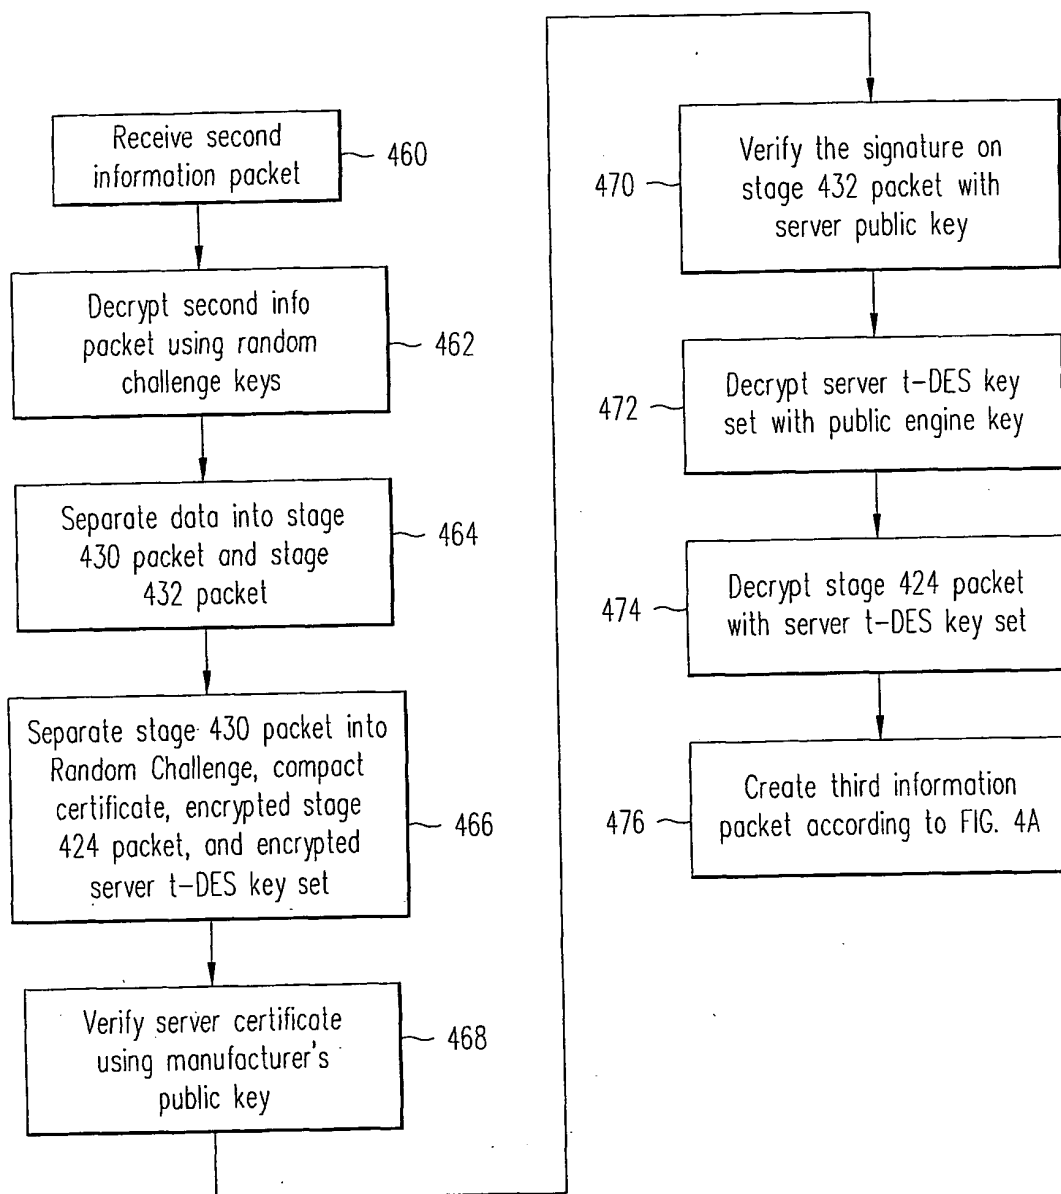 Receive second
information packet
460
Decrypt second info
packet using random
challenge keys
462
Separate data into stage
430 packet and stage
432 packet
464
Separate stage 430 packet into
Random Challenge, compact
certificate, encrypted stage
424 packet, and encrypted
server t-DES key set
466
Verify server certificate
using manufacturer's
public key
468
Verify the signature on
stage 432 packet with
server public key
470
Decrypt server t-DES key
set with public engine key
472
Decrypt stage 424 packet
with server t-DES key set
474
Create third information
packet according to FIG. 4A
476